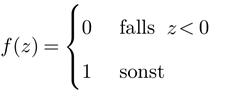 f(z) = { 0 falls z < 0
1 sonst